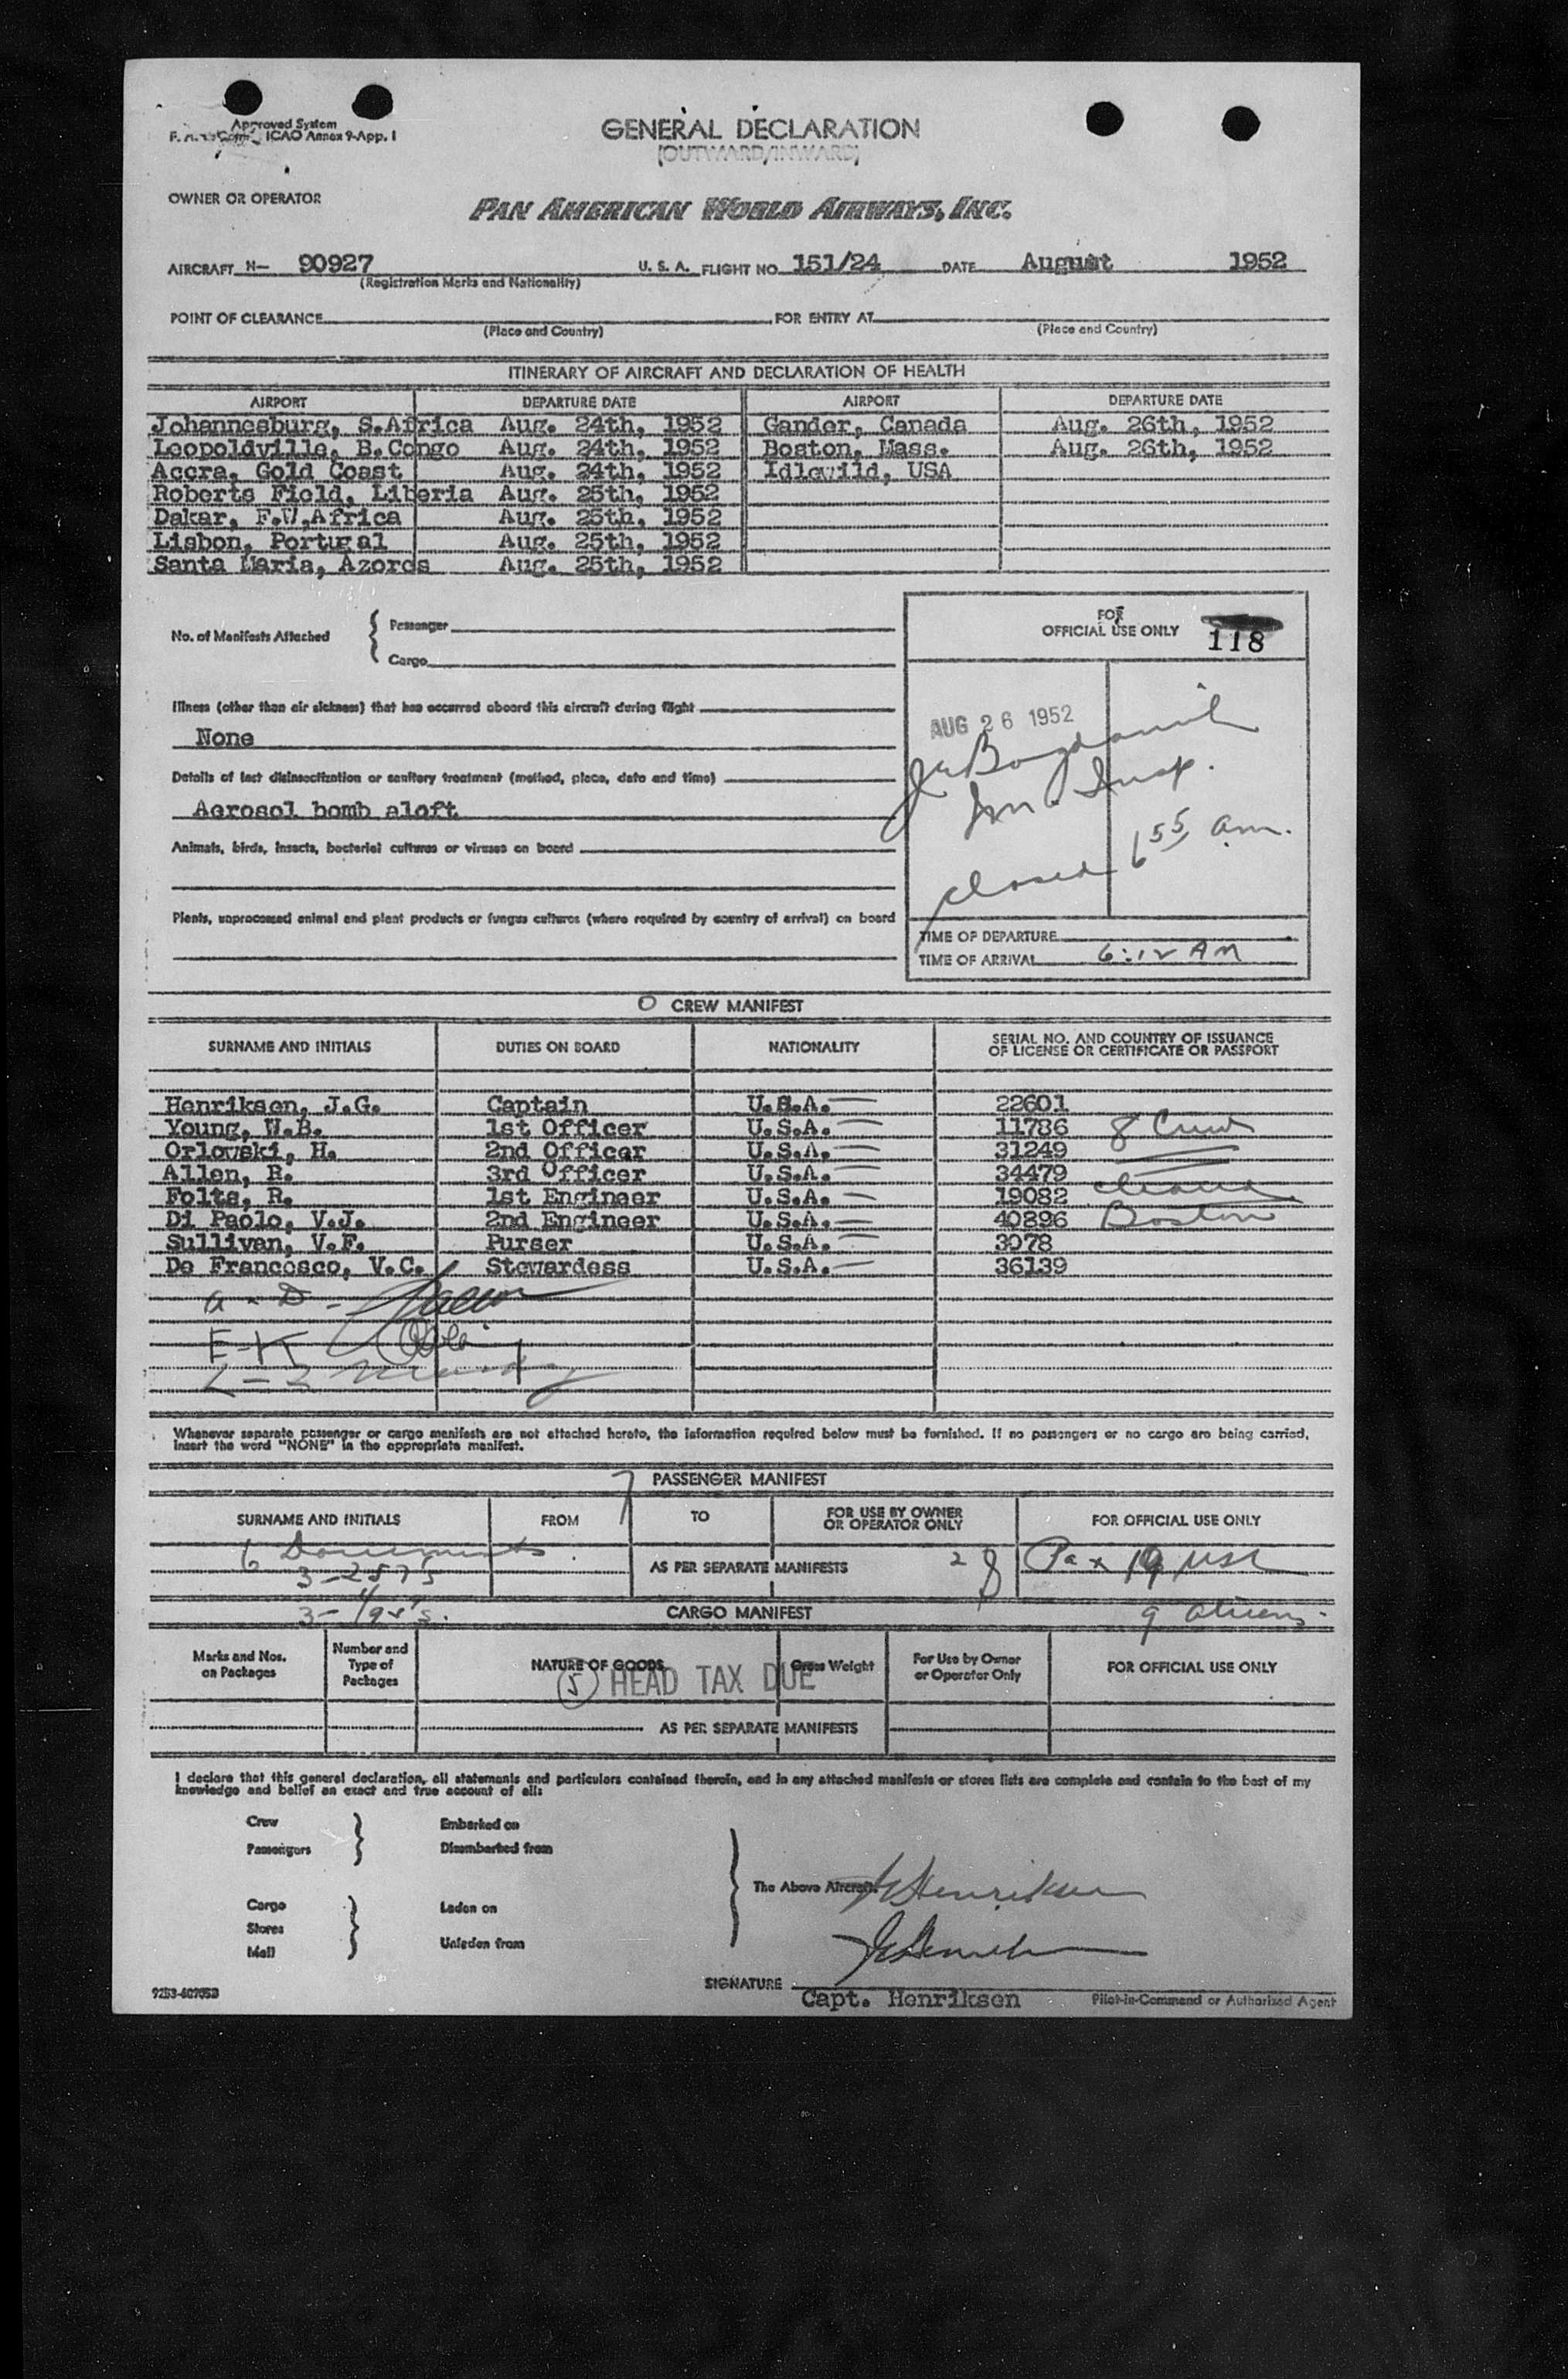 Approved System
ICAO Annex 9-App. 1
GENERAL DECLARATION
(OUTWARD/INWARD)
OWNER OR OPERATOR
PAN AMERICAN WORLD AIRWAYS, INC.
AIRCRAFT N- 90927 U. S. A. FLIGHT NO. 151/24 DATE August 1952
(Registration Marks and Nationality)
POINT OF CLEARANCE FOR ENTRY AT
(Place and Country) (Place and Country)
ITINERARY OF AIRCRAFT AND DECLARATION OF HEALTH
AIRPORT DEPARTURE DATE AIRPORT DEPARTURE DATE
Johannesburg, S.Africa Aug. 24th, 1952 Gander, Canada Aug. 26th, 1952
Leopoldville, B.Congo Aug. 24th, 1952 Boston, Mass. Aug. 26th, 1952
Accra, Gold Coast Aug. 24th, 1952 Idlewild, USA
Roberts Field, Liberia Aug. 25th, 1952
Dakar, F.W.Africa Aug. 25th, 1952
Lisbon, Portugal Aug. 25th, 1952
Santa Maria, Azores Aug. 25th, 1952
No. of Manifests Attached
Passenger
Cargo
FOR
OFFICIAL USE ONLY
118
Illness (other than air sickness) that has occurred aboard this aircraft during flight
None
Details of last disinsectization or sanitary treatment (method, place, date and time)
Aerosol bomb aloft
Animals, birds, insects, bacterial cultures or viruses on board
Plants, unprocessed animal and plant products or fungus cultures (where required by country of arrival) on board
AUG 26 1952
Im. Insp.
closed 6 55 am.
TIME OF DEPARTURE
TIME OF ARRIVAL 6:12 AM
O CREW MANIFEST
SURNAME AND INITIALS DUTIES ON BOARD NATIONALITY SERIAL NO. AND COUNTRY OF ISSUANCE
OF LICENSE OR CERTIFICATE OR PASSPORT
Henriksen, J.G. Captain U.S.A. 22601
Young, W.B. 1st Officer U.S.A. 11786 8 Crew
Orlowski, H. 2nd Officer U.S.A. 31249
Allen, R. 3rd Officer U.S.A. 34479
Folts, R. 1st Engineer U.S.A. 19082
Di Paolo, V.J. 2nd Engineer U.S.A. 40896 Boston
Sullivan, V.F. Purser U.S.A. 3078
De Francesco, V.C. Stewardess U.S.A. 36139
A - D -
E-K
L-Z
Whenever separate passenger or cargo manifests are not attached hereto, the information required below must be furnished. If no passengers or no cargo are being carried,
insert the word "NONE" in the appropriate manifest.
7 PASSENGER MANIFEST
SURNAME AND INITIALS FROM TO FOR USE BY OWNER
OR OPERATOR ONLY FOR OFFICIAL USE ONLY
6 Documents
3-257's
AS PER SEPARATE MANIFESTS 28 Pax 19 USC
3-
CARGO MANIFEST
9 aliens
Marks and Nos.
on Packages
Number and
Type of
Packages
NATURE OF GOODS
Gross Weight
For Use by Owner
or Operator Only
FOR OFFICIAL USE ONLY
5 HEAD TAX DUE
AS PER SEPARATE MANIFESTS
I declare that this general declaration, all statements and particulars contained therein, and in any attached manifests or stores lists are complete and contain to the best of my
knowledge and belief an exact and true account of all:
Crew
Passengers
Embarked on
Disembarked from
Cargo
Stores
Mail
Laden on
Unladen from
The Above Aircraft
J Henriksen
SIGNATURE
Capt. Henriksen
Pilot-in-Command or Authorized Agent